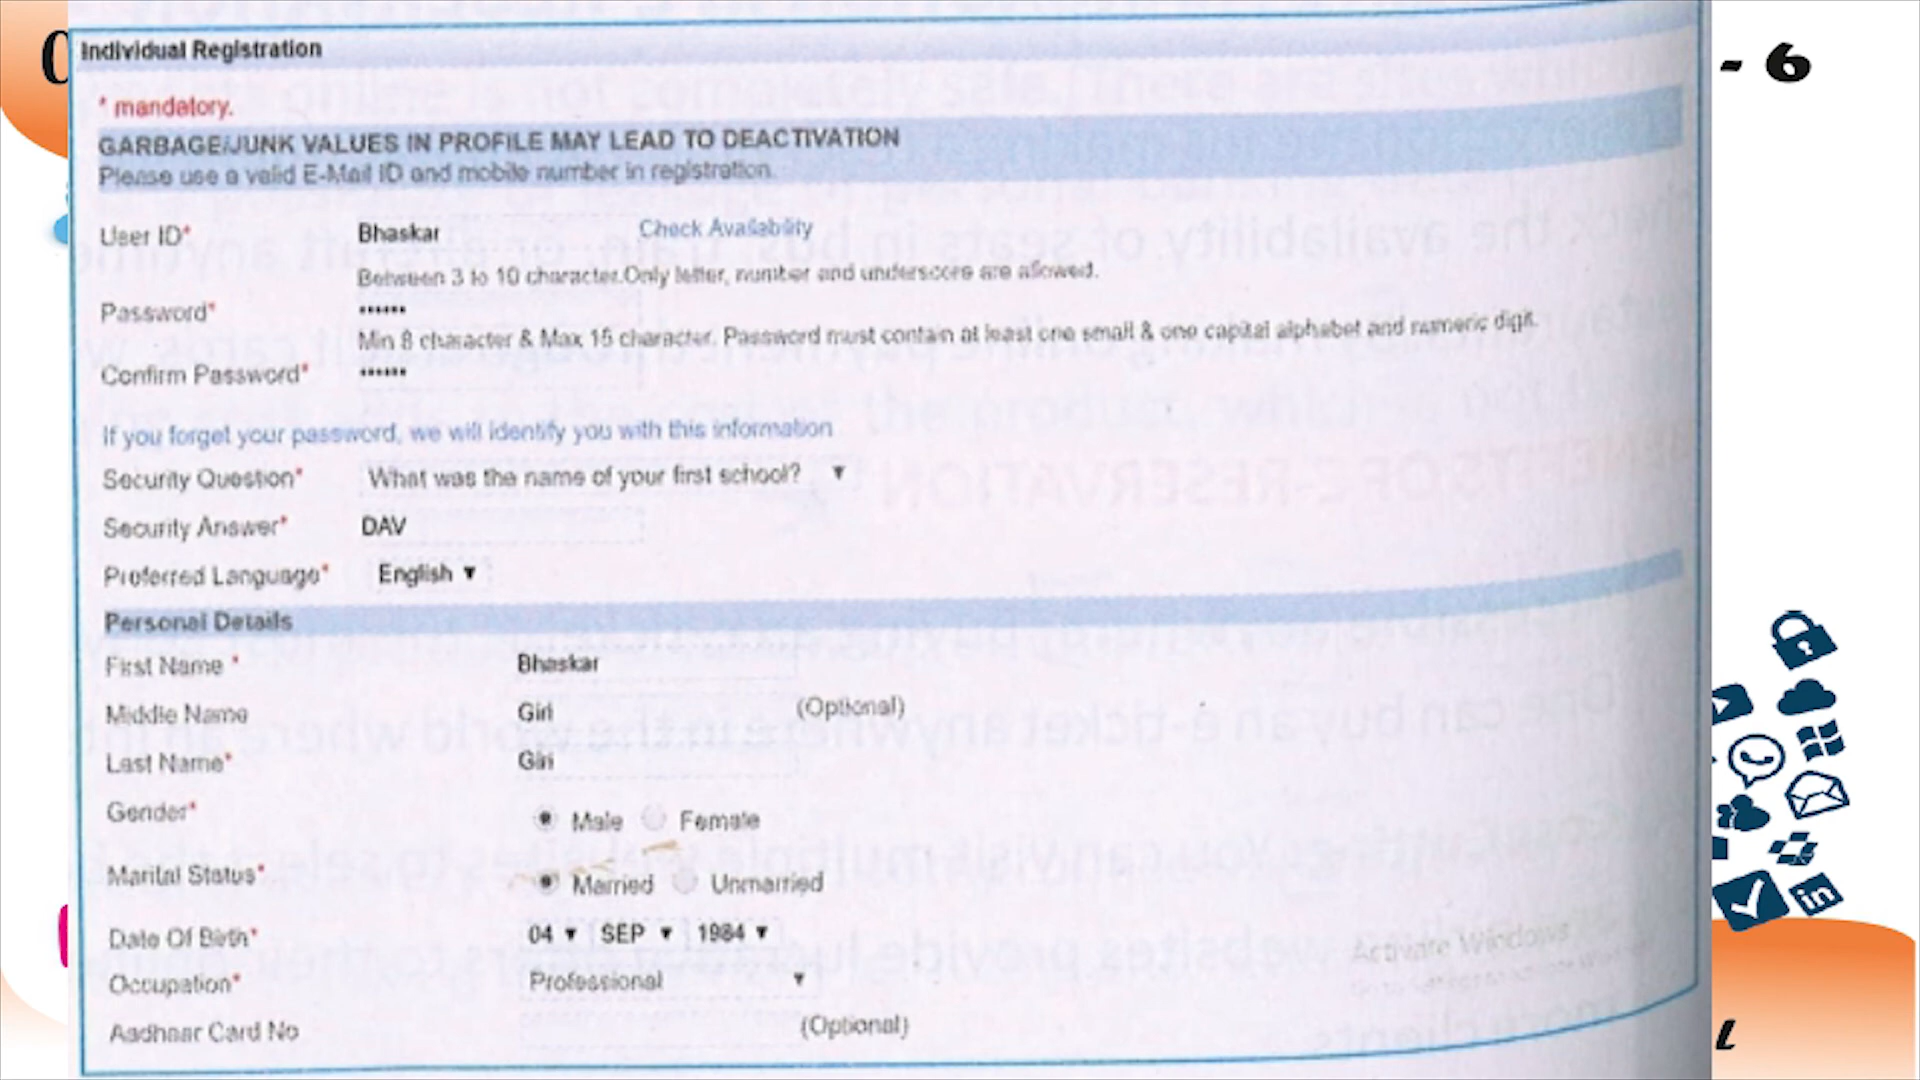 Individual Registration
- 6
* mandatory.
GARBAGE/JUNK VALUES IN PROFILE MAY LEAD TO DEACTIVATION
Please use a valid E-Mail ID and mobile number in registration.
User ID* Bhaskar Check Availability
Between 3 to 10 character.Only letter, number and underscore are allowed.
Password* ••••••
Min 8 character & Max 15 character. Password must contain at least one small & one capital alphabet and numeric digit.
Confirm Password* ••••••
If you forget your password, we will identify you with this information
Security Question* What was the name of your first school? ▼
Security Answer* DAV
Preferred Language* English ▼
Personal Details
First Name * Bhaskar
Middle Name Giri (Optional)
Last Name* Giri
Gender* Male Female
Marital Status* Married Unmarried
Date Of Birth* 04 ▼ SEP ▼ 1984 ▼
Activate Windows
Occupation* Professional ▼
Aadhaar Card No (Optional)